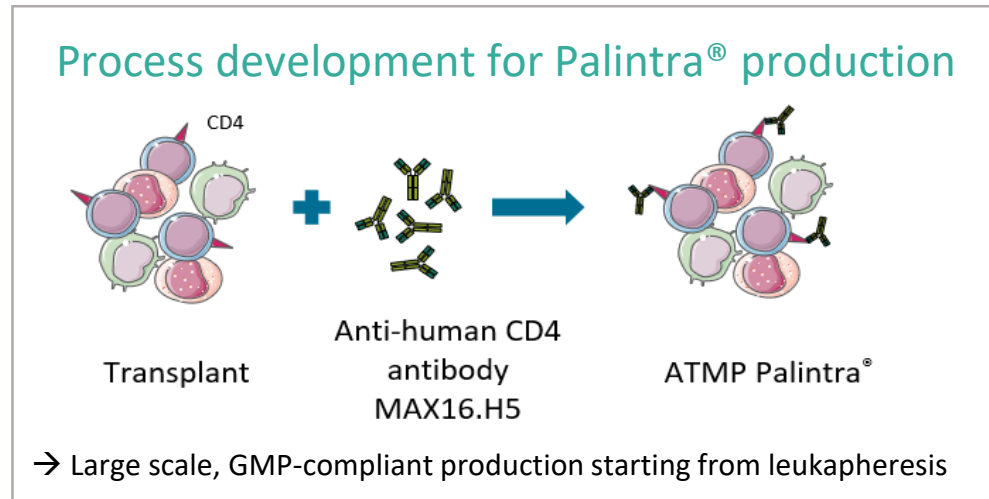 Process development for Palintra® production
CD4
Transplant
Anti-human CD4
antibody
MAX16.H5
ATMP Palintra®
→ Large scale, GMP-compliant production starting from leukapheresis